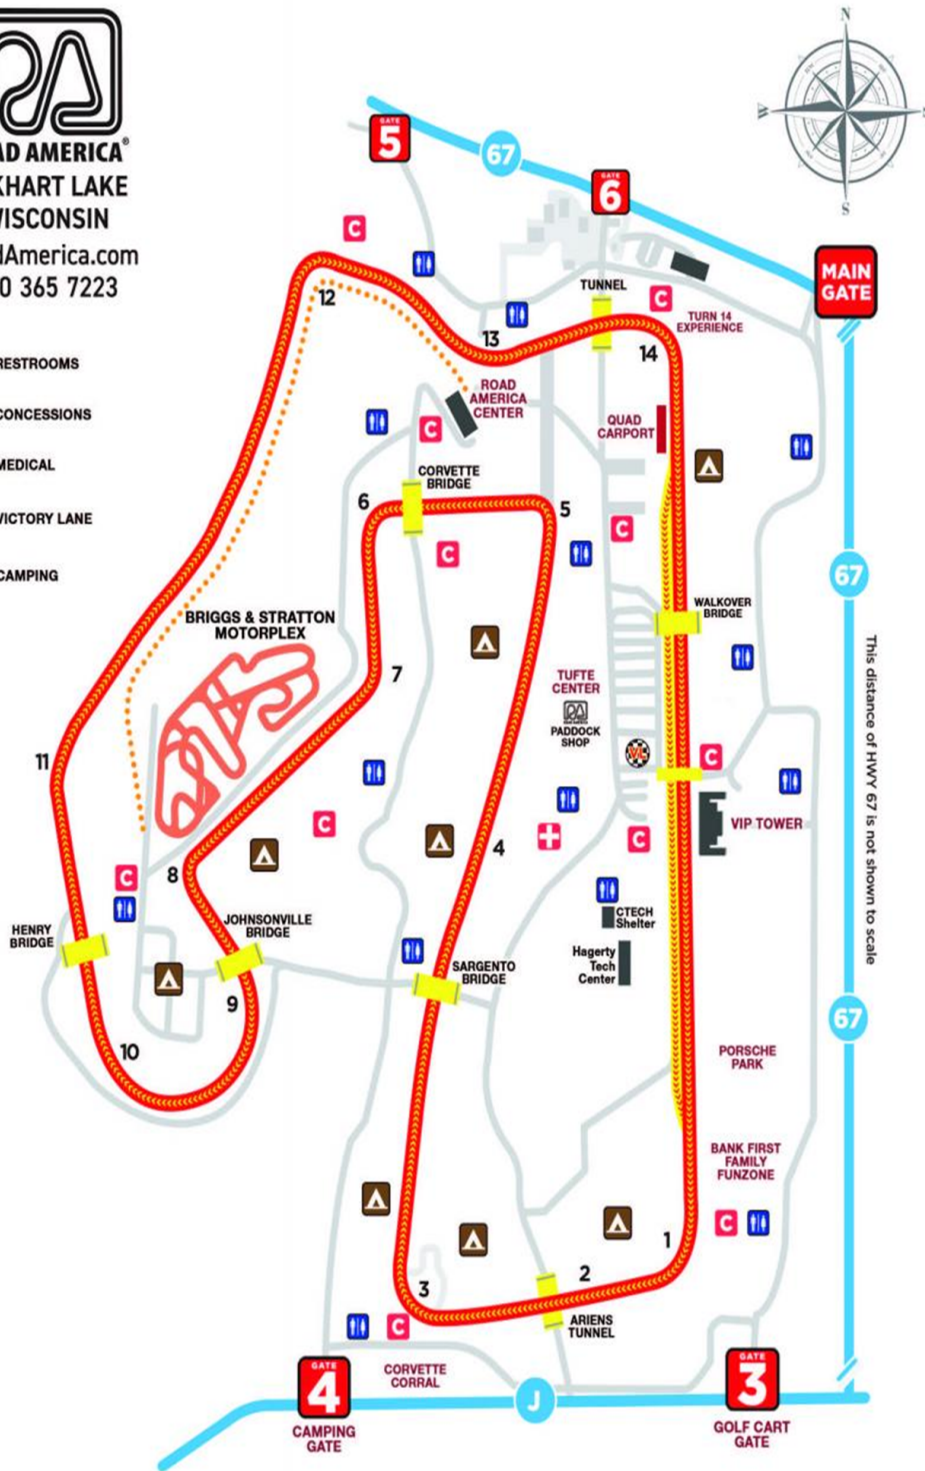 AD AMERICA®
KHART LAKE
WISCONSIN
dAmerica.com
0 365 7223
RESTROOMS
CONCESSIONS
MEDICAL
VICTORY LANE
CAMPING
N
W
S
GATE
5
67
GATE
6
MAIN
GATE
C
12
TUNNEL
C
TURN 14
EXPERIENCE
13
14
ROAD
AMERICA
CENTER
QUAD
CARPORT
C
CORVETTE
BRIDGE
6
5
C
C
67
WALKOVER
BRIDGE
BRIGGS & STRATTON
MOTORPLEX
This distance of HWY 67 is not shown to scale
7
TUFTE
CENTER
PADDOCK
SHOP
VL
C
11
C
4
C
VIP TOWER
8
C
CTECH
Shelter
HENRY
BRIDGE
JOHNSONVILLE
BRIDGE
Hagerty
Tech
Center
SARGENTO
BRIDGE
9
67
10
PORSCHE
PARK
BANK FIRST
FAMILY
FUNZONE
C
1
2
3
ARIENS
TUNNEL
C
CORVETTE
CORRAL
GATE
4
CAMPING
GATE
J
GATE
3
GOLF CART
GATE